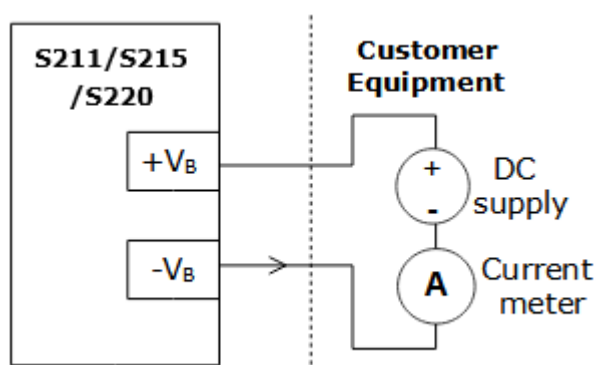 S211/S215
/S220
+VB
-VB
Customer
Equipment
+
-
DC
supply
A
Current
meter